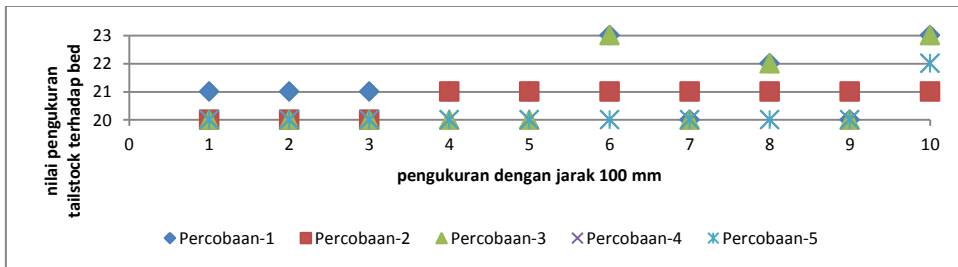 nilai pengukuran
tailstock terhadap bed
23
22
21
20
0 1 2 3 4 5 6 7 8 9 10
pengukuran dengan jarak 100 mm
Percobaan-1 Percobaan-2 Percobaan-3 Percobaan-4 Percobaan-5